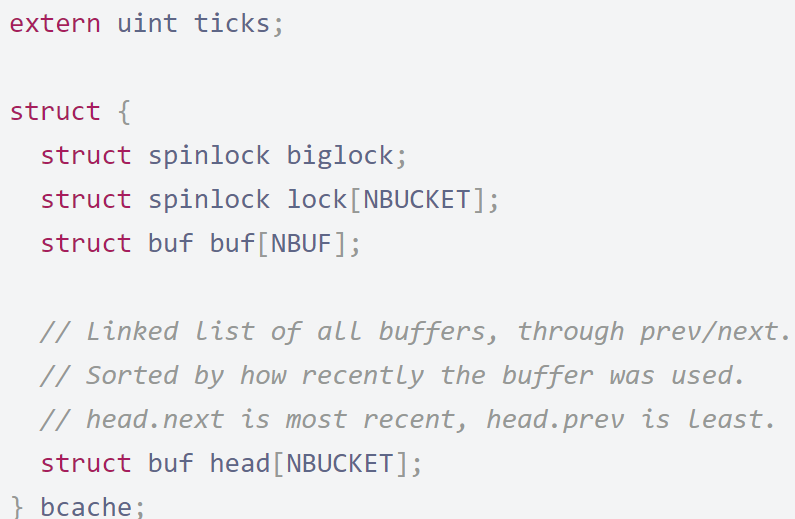 extern uint ticks;
struct {
struct spinlock biglock;
struct spinlock lock[NBUCKET];
struct buf buf[NBUF];
// Linked list of all buffers, through prev/next.
// Sorted by how recently the buffer was used.
// head.next is most recent, head.prev is least.
struct buf head[NBUCKET];
} bcache;